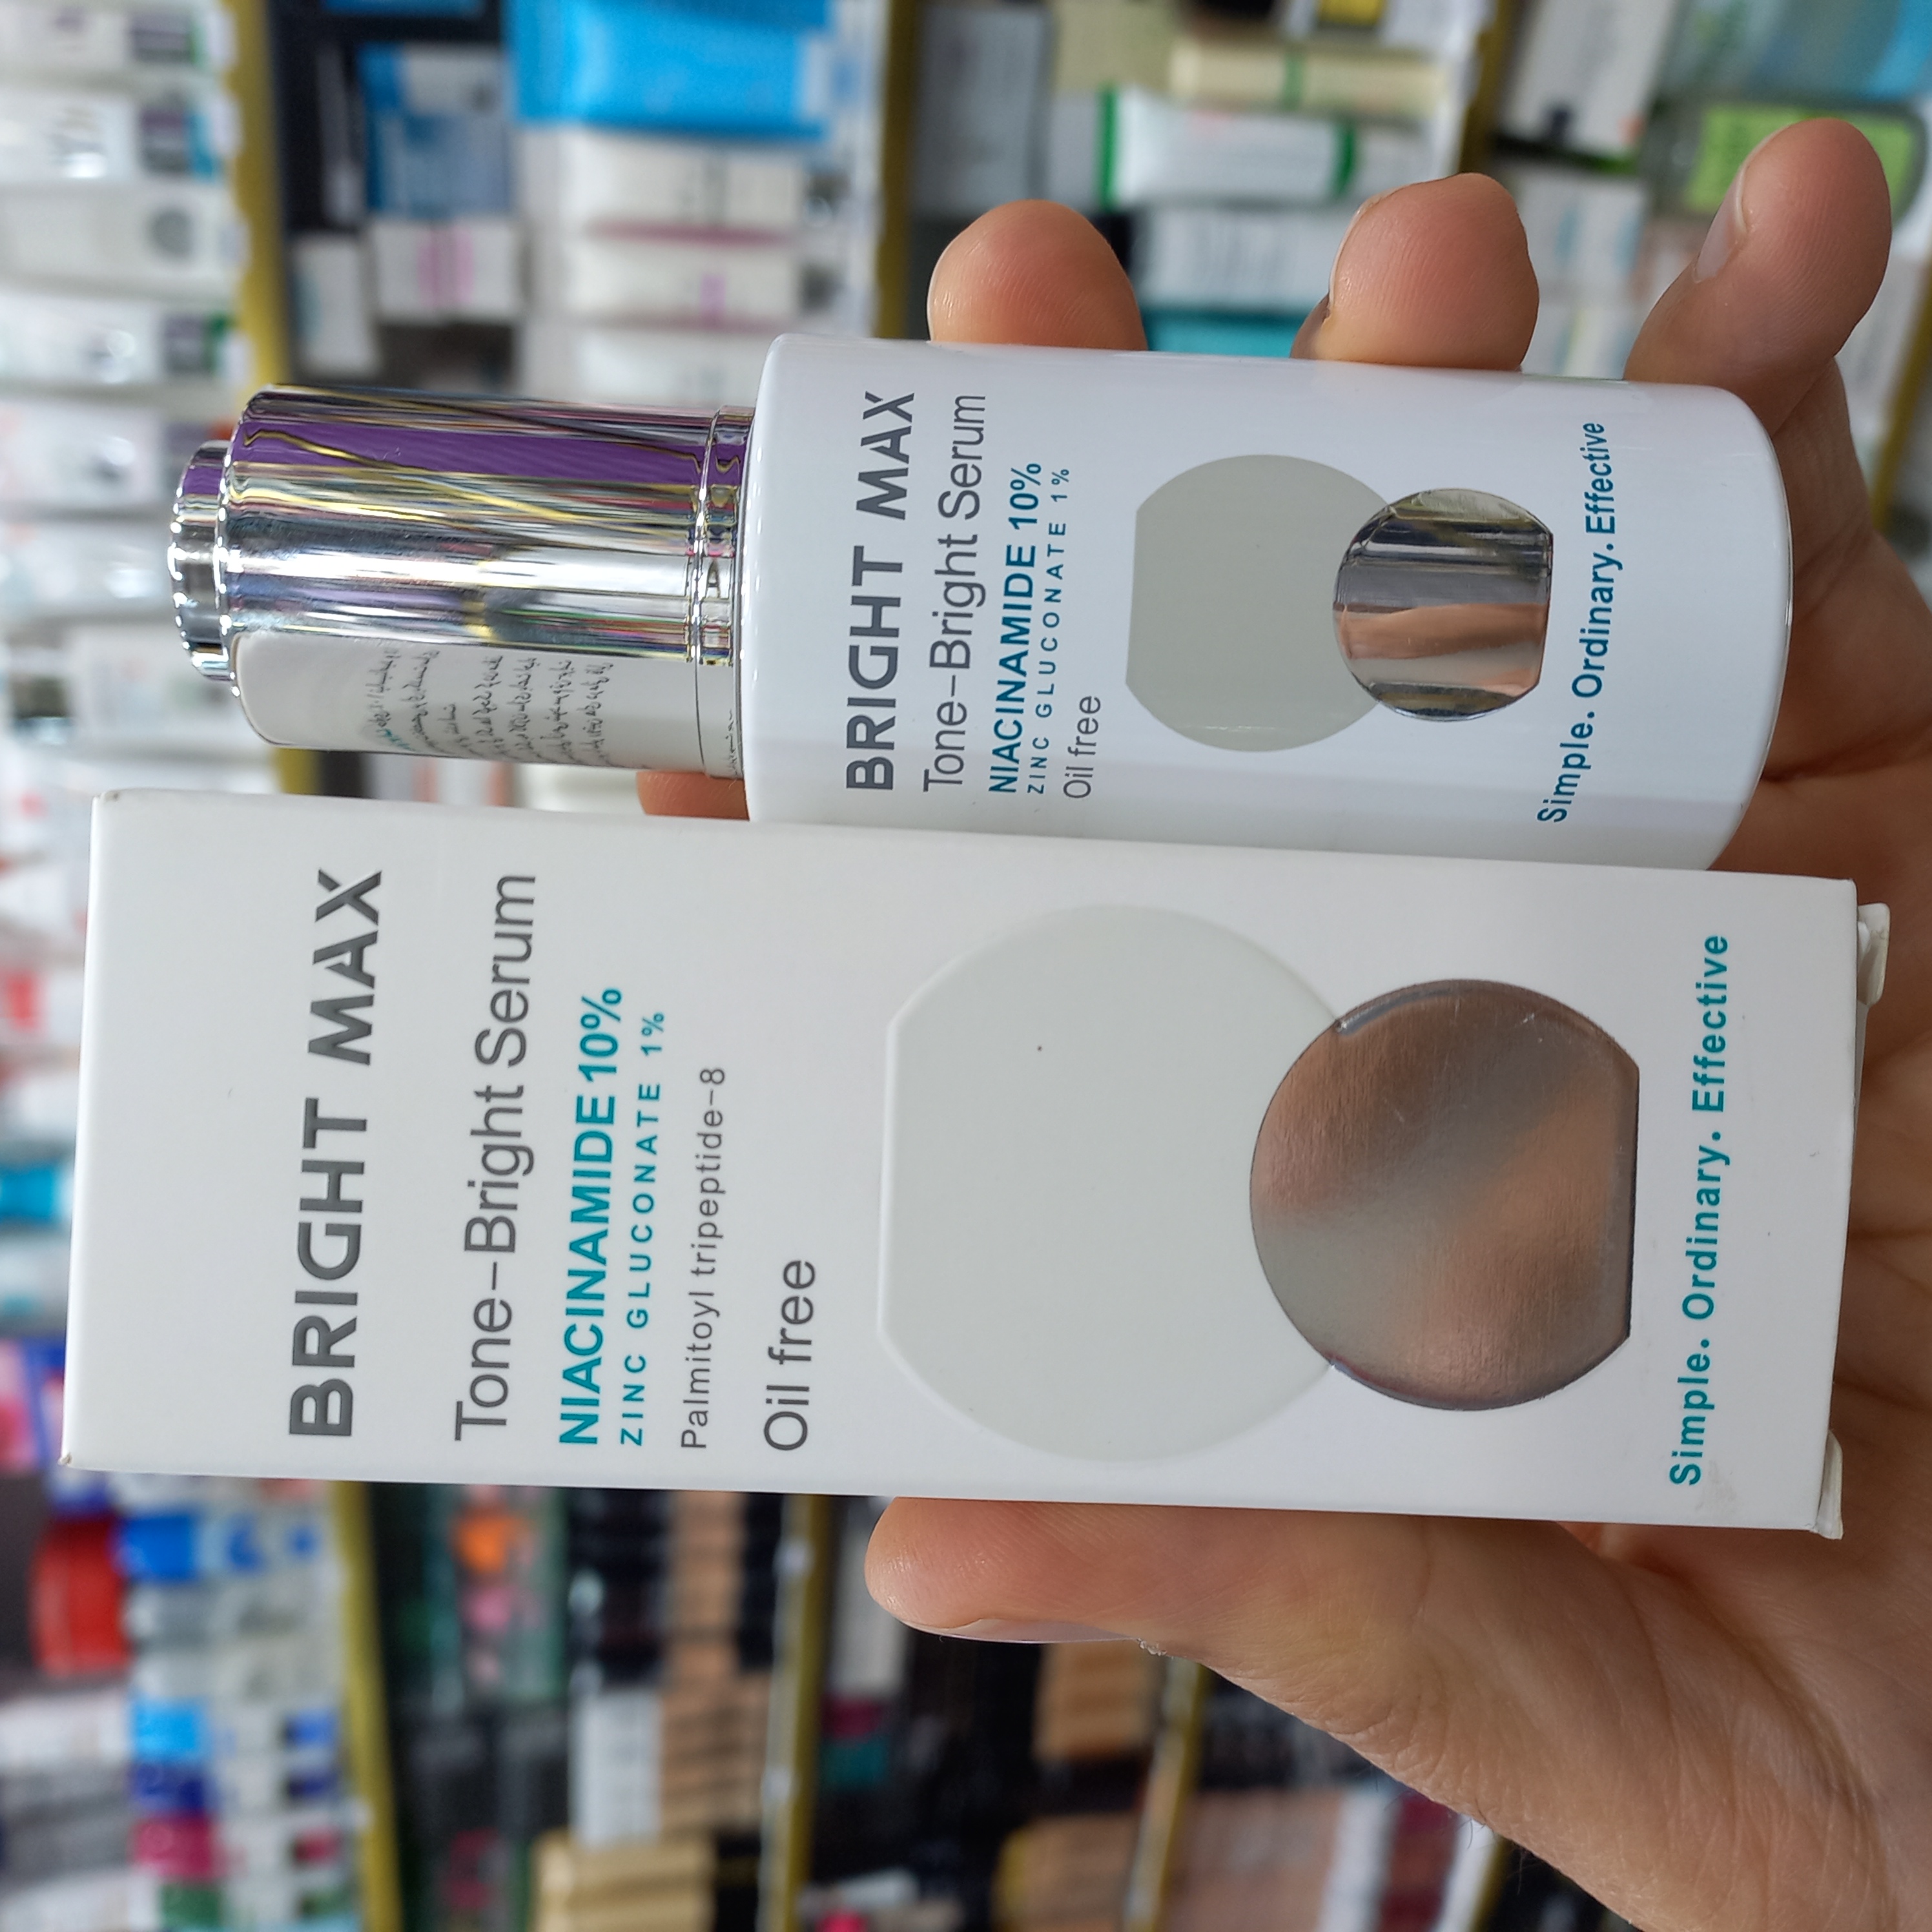 BRIGHT MAX
Tone-Bright Serum
NIACINAMIDE 10%
ZINC GLUCONATE 1%
Oil free
Simple. Ordinary. Effective
BRIGHT MAX
Tone-Bright Serum
NIACINAMIDE 10%
ZINC GLUCONATE 1%
Palmitoyl tripeptide-8
Oil free
Simple. Ordinary. Effective